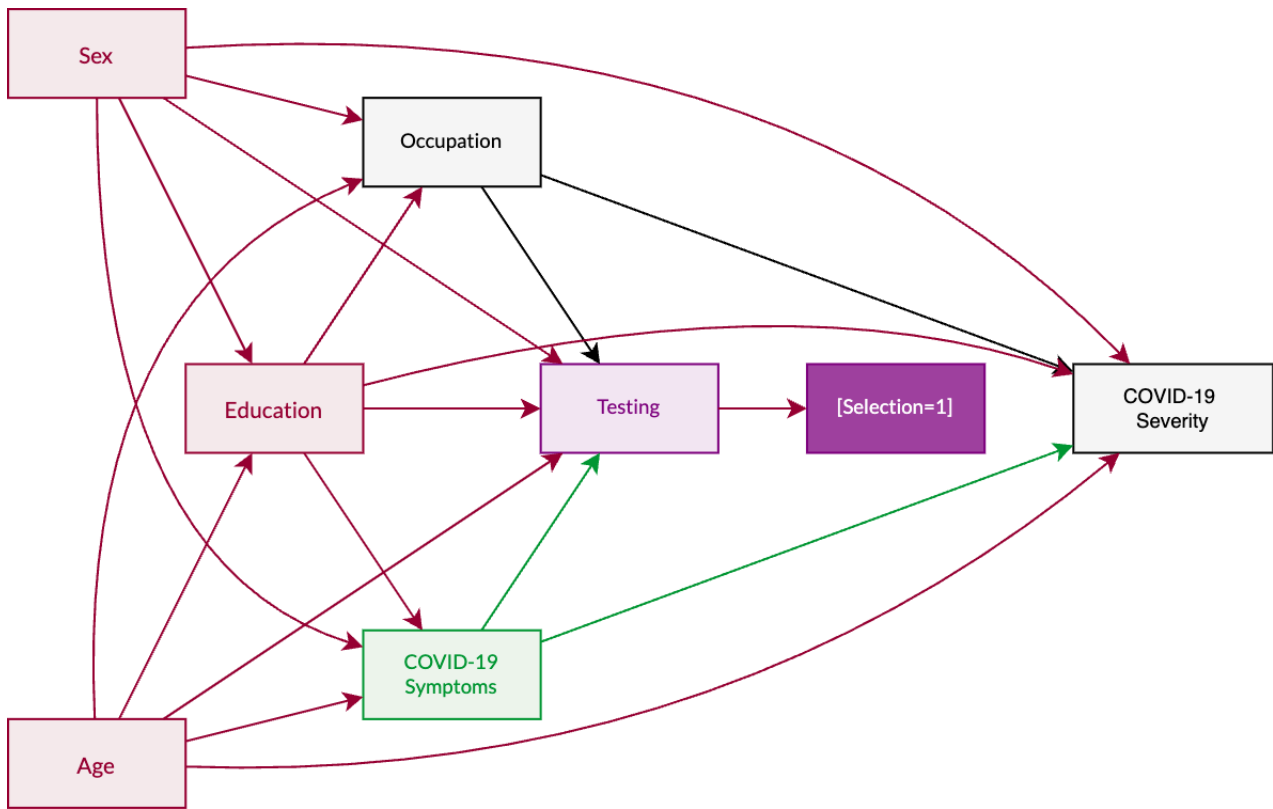 Sex
Occupation
Education
Testing
[Selection=1]
COVID-19
Severity
COVID-19
Symptoms
Age